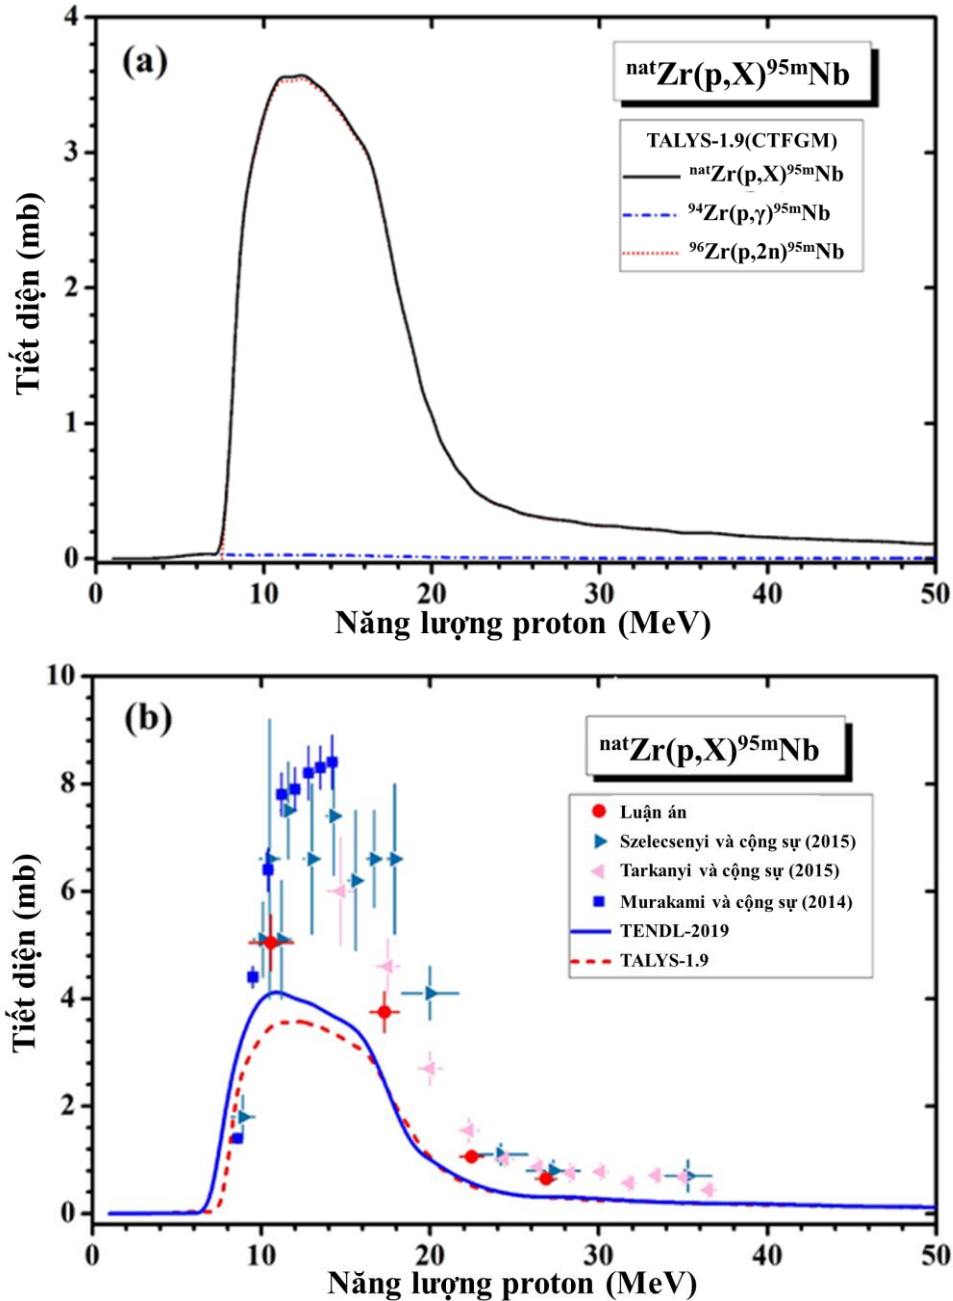 (a)
natZr(p,X)95mNb
TALYS-1.9(CTFGM)
natZr(p,X)95mNb
94Zr(p,γ)95mNb
96Zr(p,2n)95mNb
Tiết diện (mb)
4
3
2
1
0
0 10 20 30 40 50
Năng lượng proton (MeV)
(b)
natZr(p,X)95mNb
Luận án
Szelecsenyi và cộng sự (2015)
Tarkanyi và cộng sự (2015)
Murakami và cộng sự (2014)
TENDL-2019
TALYS-1.9
Tiết diện (mb)
10
8
6
4
2
0
0 10 20 30 40 50
Năng lượng proton (MeV)